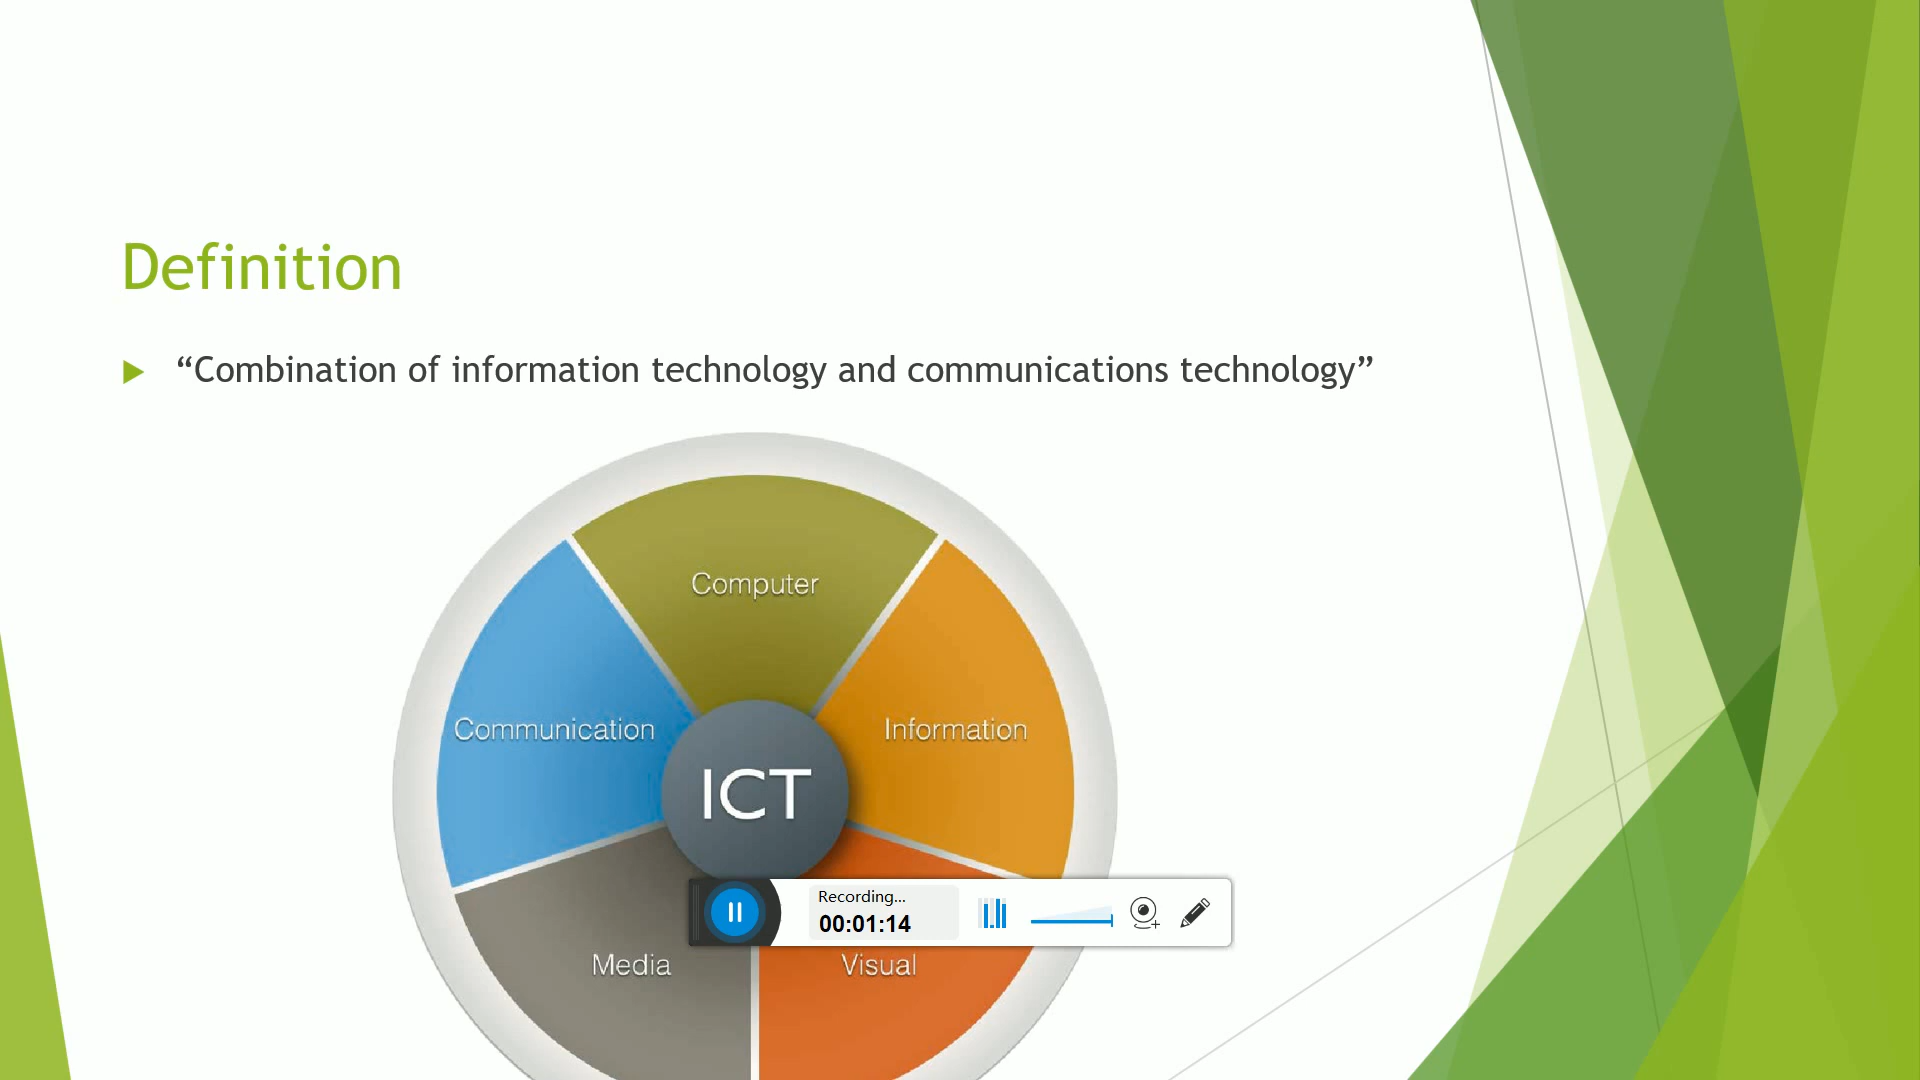 Definition
“Combination of information technology and communications technology”
Computer
Communication
Information
ICT
Recording...
00:01:14
Media
Visual